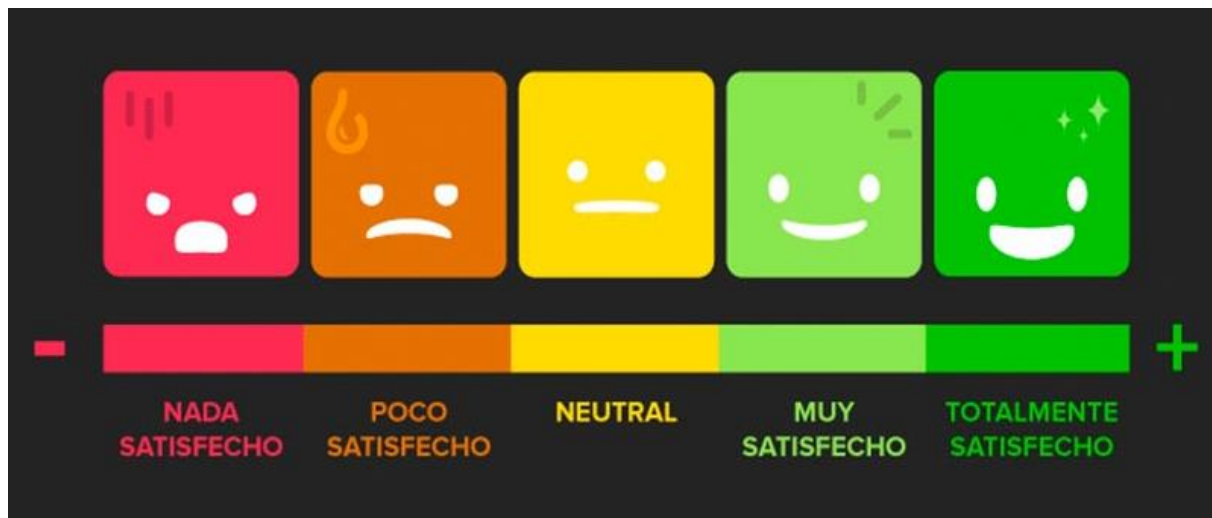 - +
NADA
SATISFECHO
POCO
SATISFECHO
NEUTRAL
MUY
SATISFECHO
TOTALMENTE
SATISFECHO